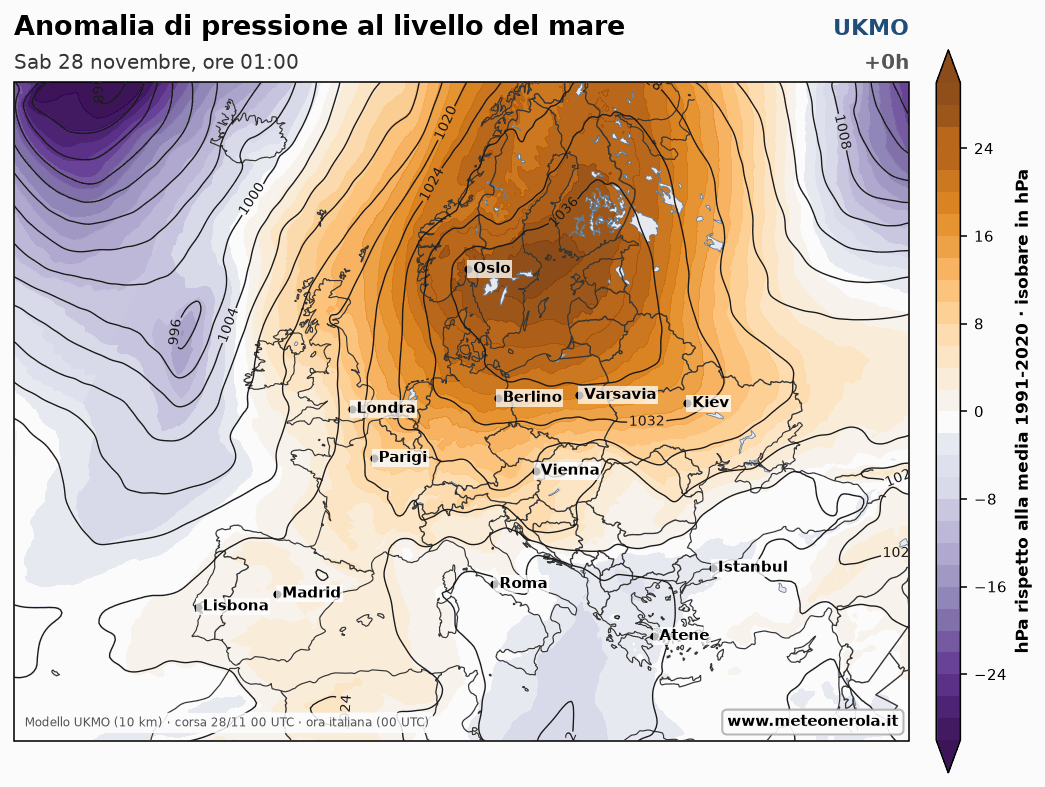 Anomalia di pressione al livello del mare
UKMO
Sab 28 novembre, ore 01:00
+0h
1020
1008
1024
1000
1036
Oslo
1004
996
24
16
8
0
−8
−16
−24
hPa rispetto alla media 1991-2020 · isobare in hPa
Londra
Berlino
Varsavia
Kiev
1032
Parigi
Vienna
Istanbul
Roma
Madrid
Lisbona
Atene
24
Modello UKMO (10 km) · corsa 28/11 00 UTC · ora italiana (00 UTC)
www.meteonerola.it